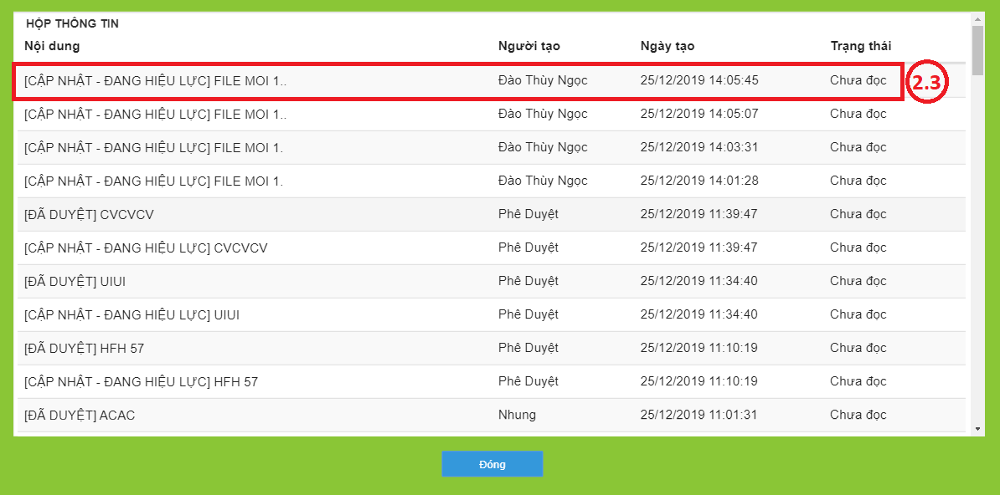 HỘP THÔNG TIN
Nội dung Người tạo Ngày tạo Trạng thái
[CẬP NHẬT - ĐANG HIỆU LỰC] FILE MOI 1.. Đào Thùy Ngọc 25/12/2019 14:05:45 Chưa đọc 2.3
[CẬP NHẬT - ĐANG HIỆU LỰC] FILE MOI 1.. Đào Thùy Ngọc 25/12/2019 14:05:07 Chưa đọc
[CẬP NHẬT - ĐANG HIỆU LỰC] FILE MOI 1. Đào Thùy Ngọc 25/12/2019 14:03:31 Chưa đọc
[CẬP NHẬT - ĐANG HIỆU LỰC] FILE MOI 1. Đào Thùy Ngọc 25/12/2019 14:01:28 Chưa đọc
[ĐÃ DUYỆT] CVCVCV Phê Duyệt 25/12/2019 11:39:47 Chưa đọc
[CẬP NHẬT - ĐANG HIỆU LỰC] CVCVCV Phê Duyệt 25/12/2019 11:39:47 Chưa đọc
[ĐÃ DUYỆT] UIUI Phê Duyệt 25/12/2019 11:34:40 Chưa đọc
[CẬP NHẬT - ĐANG HIỆU LỰC] UIUI Phê Duyệt 25/12/2019 11:34:40 Chưa đọc
[ĐÃ DUYỆT] HFH 57 Phê Duyệt 25/12/2019 11:10:19 Chưa đọc
[CẬP NHẬT - ĐANG HIỆU LỰC] HFH 57 Phê Duyệt 25/12/2019 11:10:19 Chưa đọc
[ĐÃ DUYỆT] ACAC Nhung 25/12/2019 11:01:31 Chưa đọc
Đóng